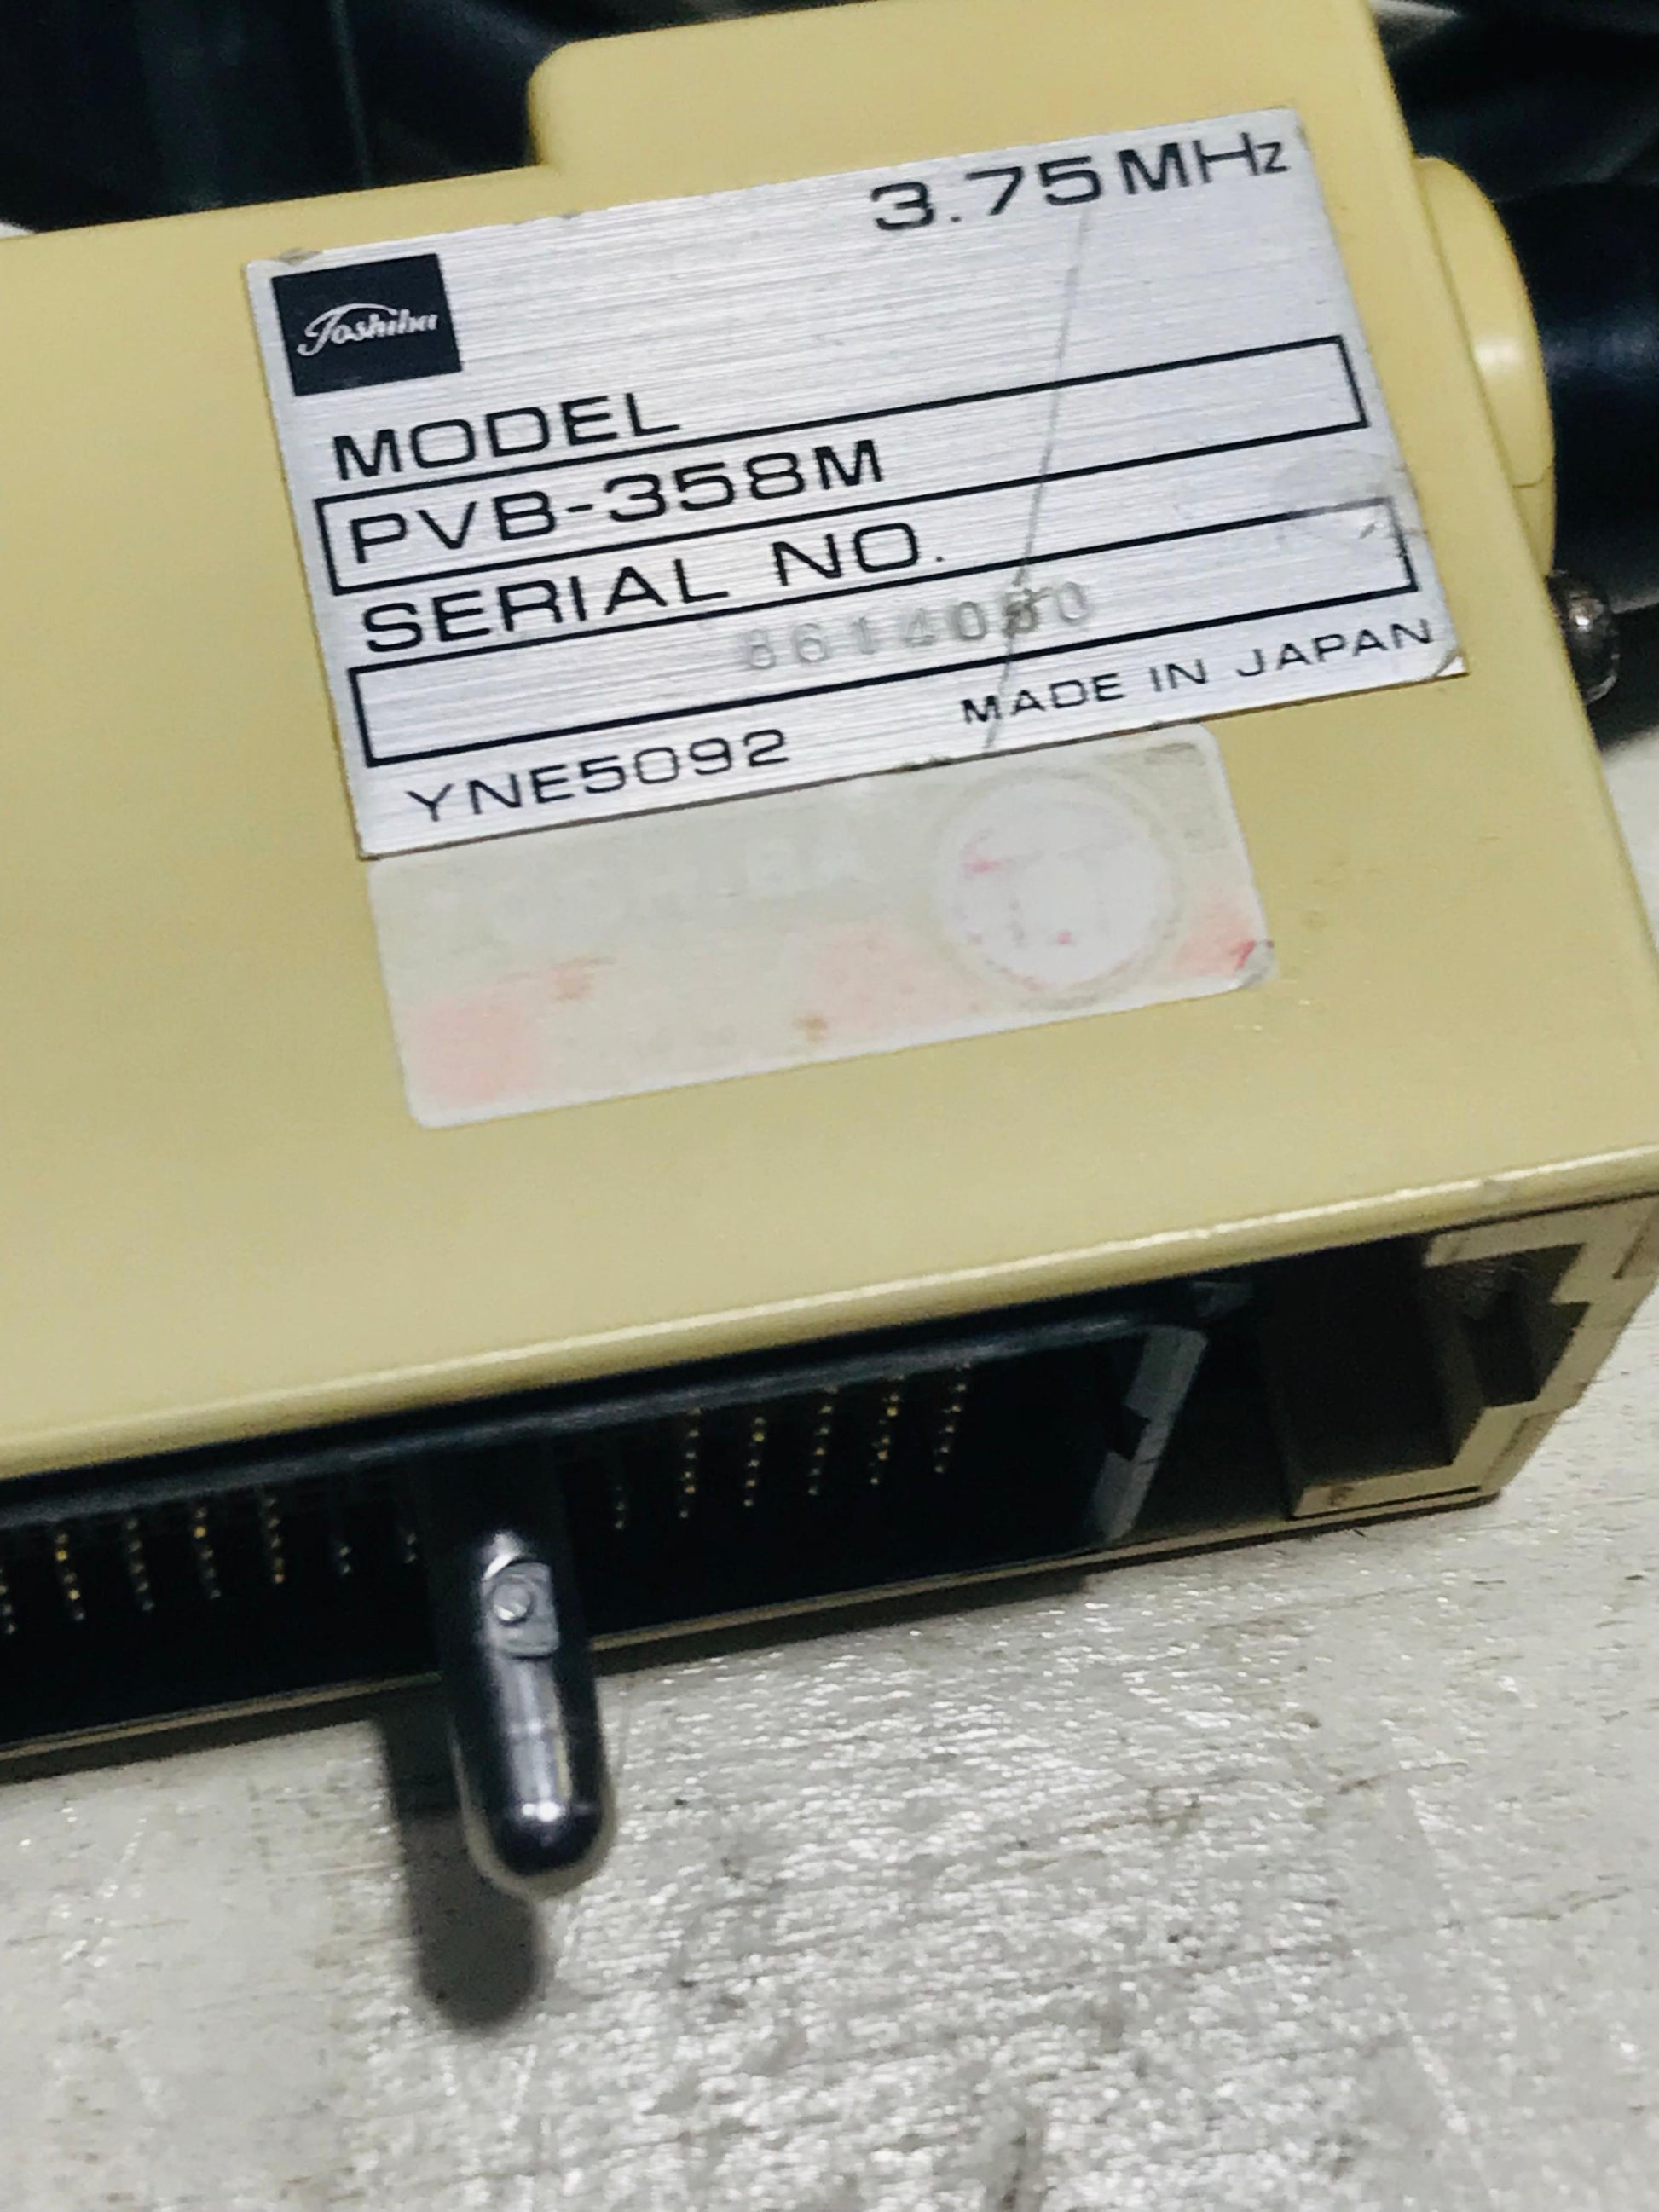 3.75MHz
Toshiba
MODEL
PVB-358M
SERIAL NO.
YNE5092
MADE IN JAPAN